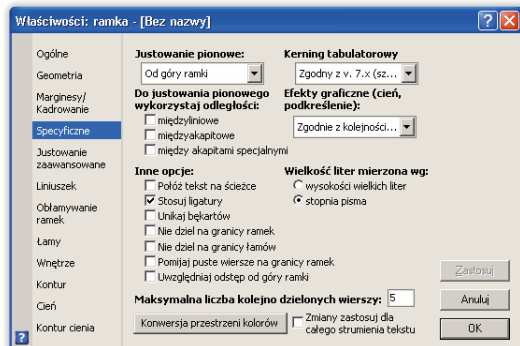 Właściwości: ramka - [Bez nazwy]
Ogólne
Geometria
Marginesy/
Kadrowanie
Specyficzne
Justowanie
zaawansowane
Liniuszek
Obłamywanie
ramek
Łamy
Wnętrze
Kontur
Cień
Kontur cienia
Justowanie pionowe:
Od góry ramki
Do justowania pionowego
wykorzystaj odległości:
międzyliniowe
międzyakapitowe
między akapitami specjalnymi
Kerning tabulatorowy
Zgodny z v. 7.x (sz...
Efekty graficzne (cień,
podkreślenie):
Zgodnie z kolejności...
Inne opcje:
Połóż tekst na ścieżce
Stosuj ligatury
Unikaj bękartów
Nie dziel na granicy ramek
Nie dziel na granicy łamów
Pomijaj puste wiersze na granicy ramek
Uwzględniaj odstęp od góry ramki
Wielkość liter mierzona wg:
wysokości wielkich liter
stopnia pisma
Maksymalna liczba kolejno dzielonych wierszy: 5
Konwersja przestrzeni kolorów
Zmiany zastosuj dla
całego strumienia tekstu
Zastosuj
Anuluj
OK